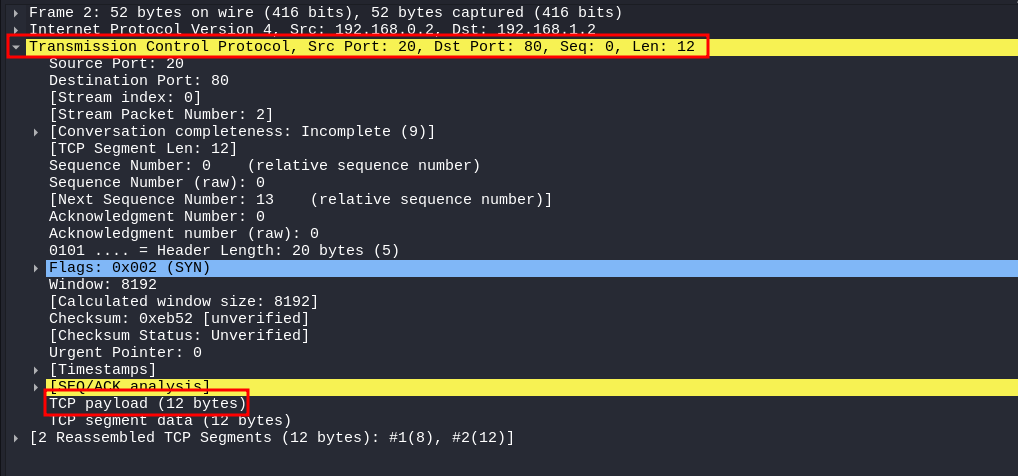 Frame 2: 52 bytes on wire (416 bits), 52 bytes captured (416 bits)
Internet Protocol Version 4, Src: 192.168.0.2, Dst: 192.168.1.2
Transmission Control Protocol, Src Port: 20, Dst Port: 80, Seq: 0, Len: 12
Source Port: 20
Destination Port: 80
[Stream index: 0]
[Stream Packet Number: 2]
[Conversation completeness: Incomplete (9)]
[TCP Segment Len: 12]
Sequence Number: 0    (relative sequence number)
Sequence Number (raw): 0
[Next Sequence Number: 13    (relative sequence number)]
Acknowledgment Number: 0
Acknowledgment number (raw): 0
0101 .... = Header Length: 20 bytes (5)
Flags: 0x002 (SYN)
Window: 8192
[Calculated window size: 8192]
Checksum: 0xeb52 [unverified]
[Checksum Status: Unverified]
Urgent Pointer: 0
[Timestamps]
[SEQ/ACK analysis]
TCP payload (12 bytes)
TCP segment data (12 bytes)
[2 Reassembled TCP Segments (12 bytes): #1(8), #2(12)]